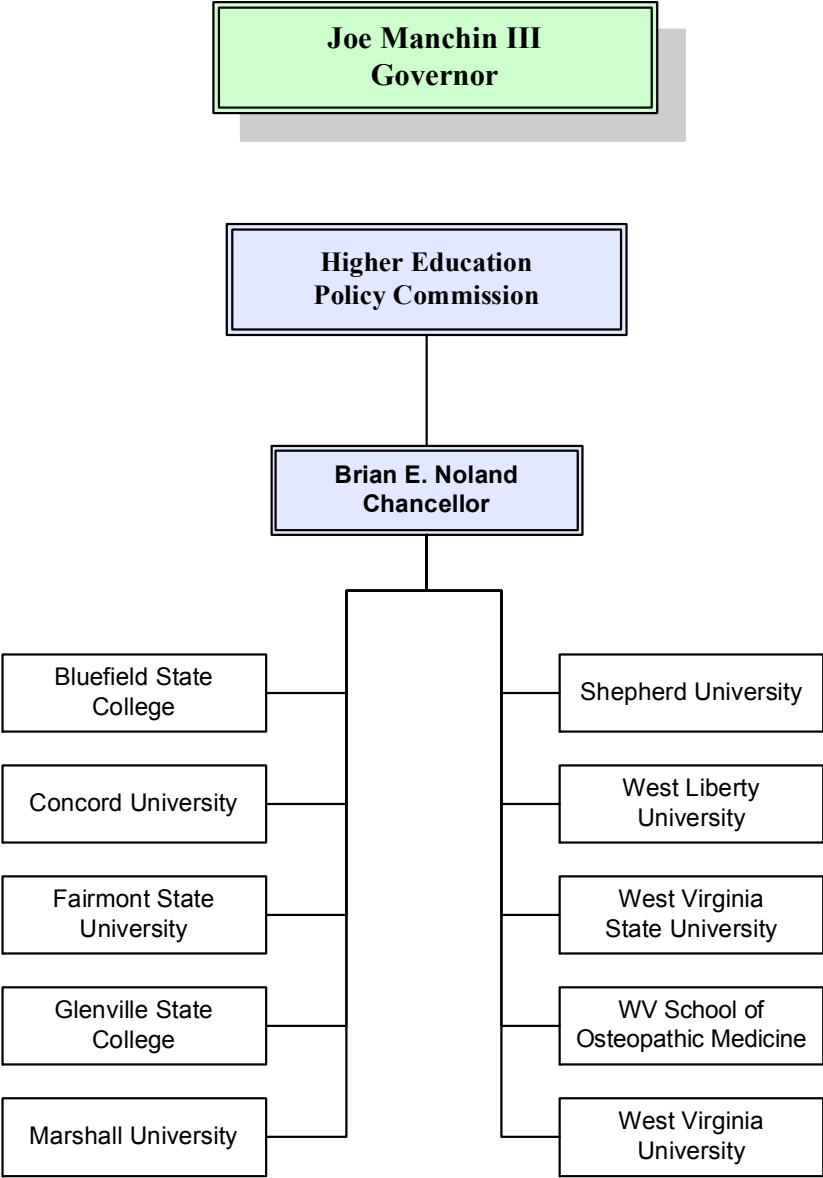 Joe Manchin III
Governor
Higher Education
Policy Commission
Brian E. Noland
Chancellor
Bluefield State
College
Concord University
Fairmont State
University
Glenville State
College
Marshall University
Shepherd University
West Liberty
University
West Virginia
State University
WV School of
Osteopathic Medicine
West Virginia
University